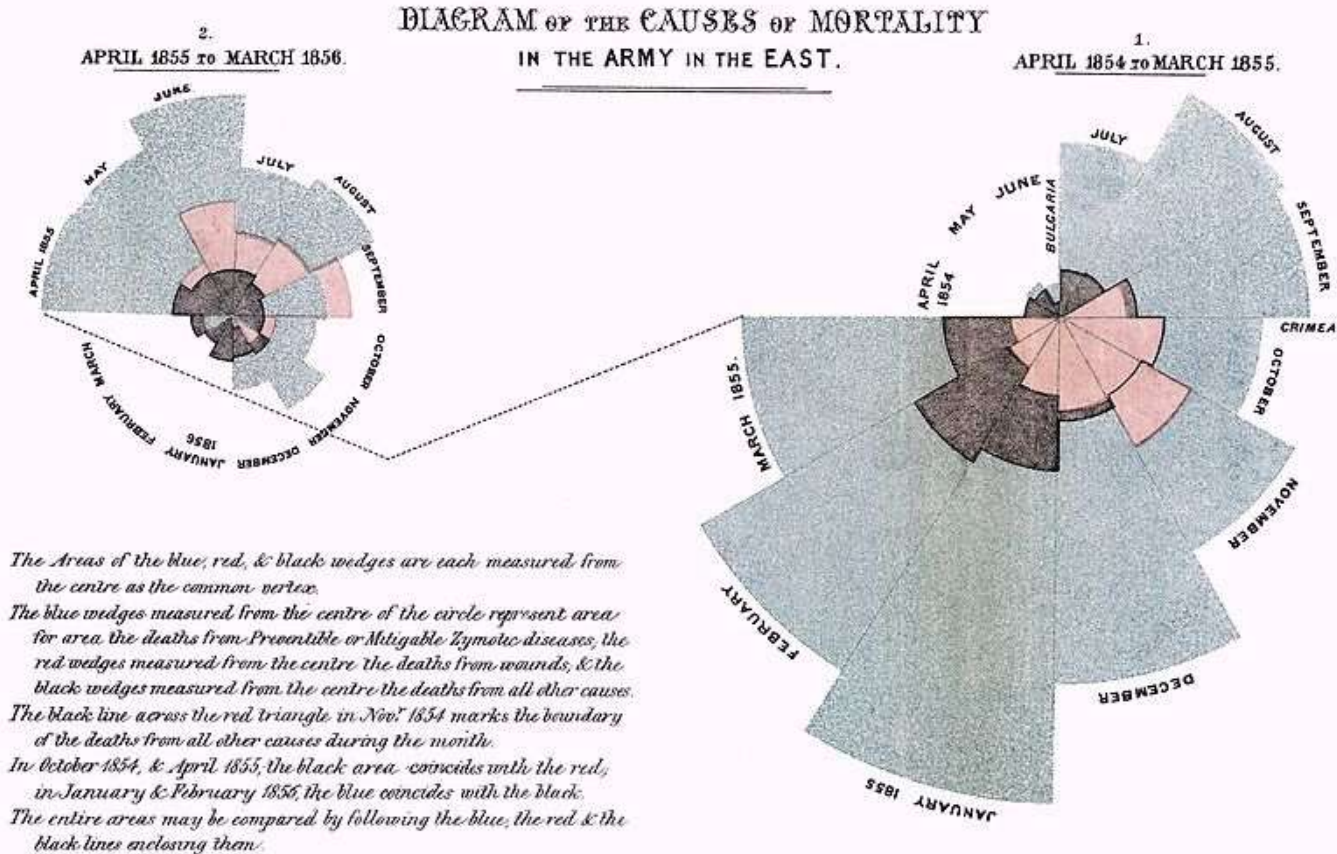 DIAGRAM OF THE CAUSES OF MORTALITY
IN THE ARMY IN THE EAST.
2.
APRIL 1855 TO MARCH 1856.
1.
APRIL 1854 TO MARCH 1855.
APRIL 1855
MAY
JUNE
JULY
AUGUST
SEPTEMBER
OCTOBER
NOVEMBER
DECEMBER
JANUARY
1856
FEBRUARY
MARCH
APRIL
1854
MAY
JUNE
BULGARIA
JULY
AUGUST
SEPTEMBER
CRIMEA
OCTOBER
NOVEMBER
DECEMBER
JANUARY 1855
FEBRUARY
MARCH 1855.
The Areas of the blue, red, & black wedges are each measured from
the centre as the common vertex.
The blue wedges measured from the centre of the circle represent area
for area the deaths from Preventible or Mitigable Zymotic diseases; the
red wedges measured from the centre the deaths from wounds, & the
black wedges measured from the centre the deaths from all other causes.
The black line across the red triangle in Novr. 1854 marks the boundary
of the deaths from all other causes during the month.
In October 1854, & April 1855, the black area coincides with the red;
in January & February 1856, the blue coincides with the black.
The entire areas may be compared by following the blue, the red & the
black lines enclosing them.